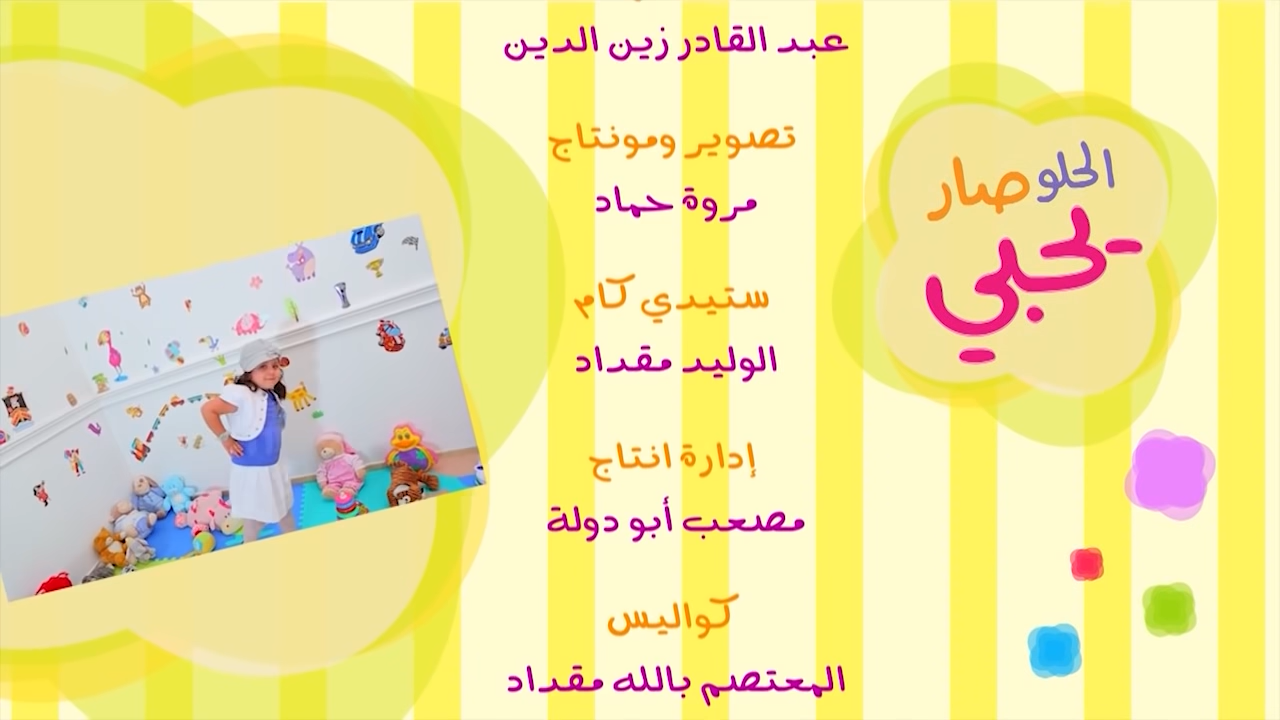 عبد القادر زين الدين
تصوير ومونتاج
مروة حماد
ستيدي كام
الوليد مقداد
إدارة انتاج
مصعب أبو دولة
كواليس
المعتصم بالله مقداد
الحلو صار
يحبي